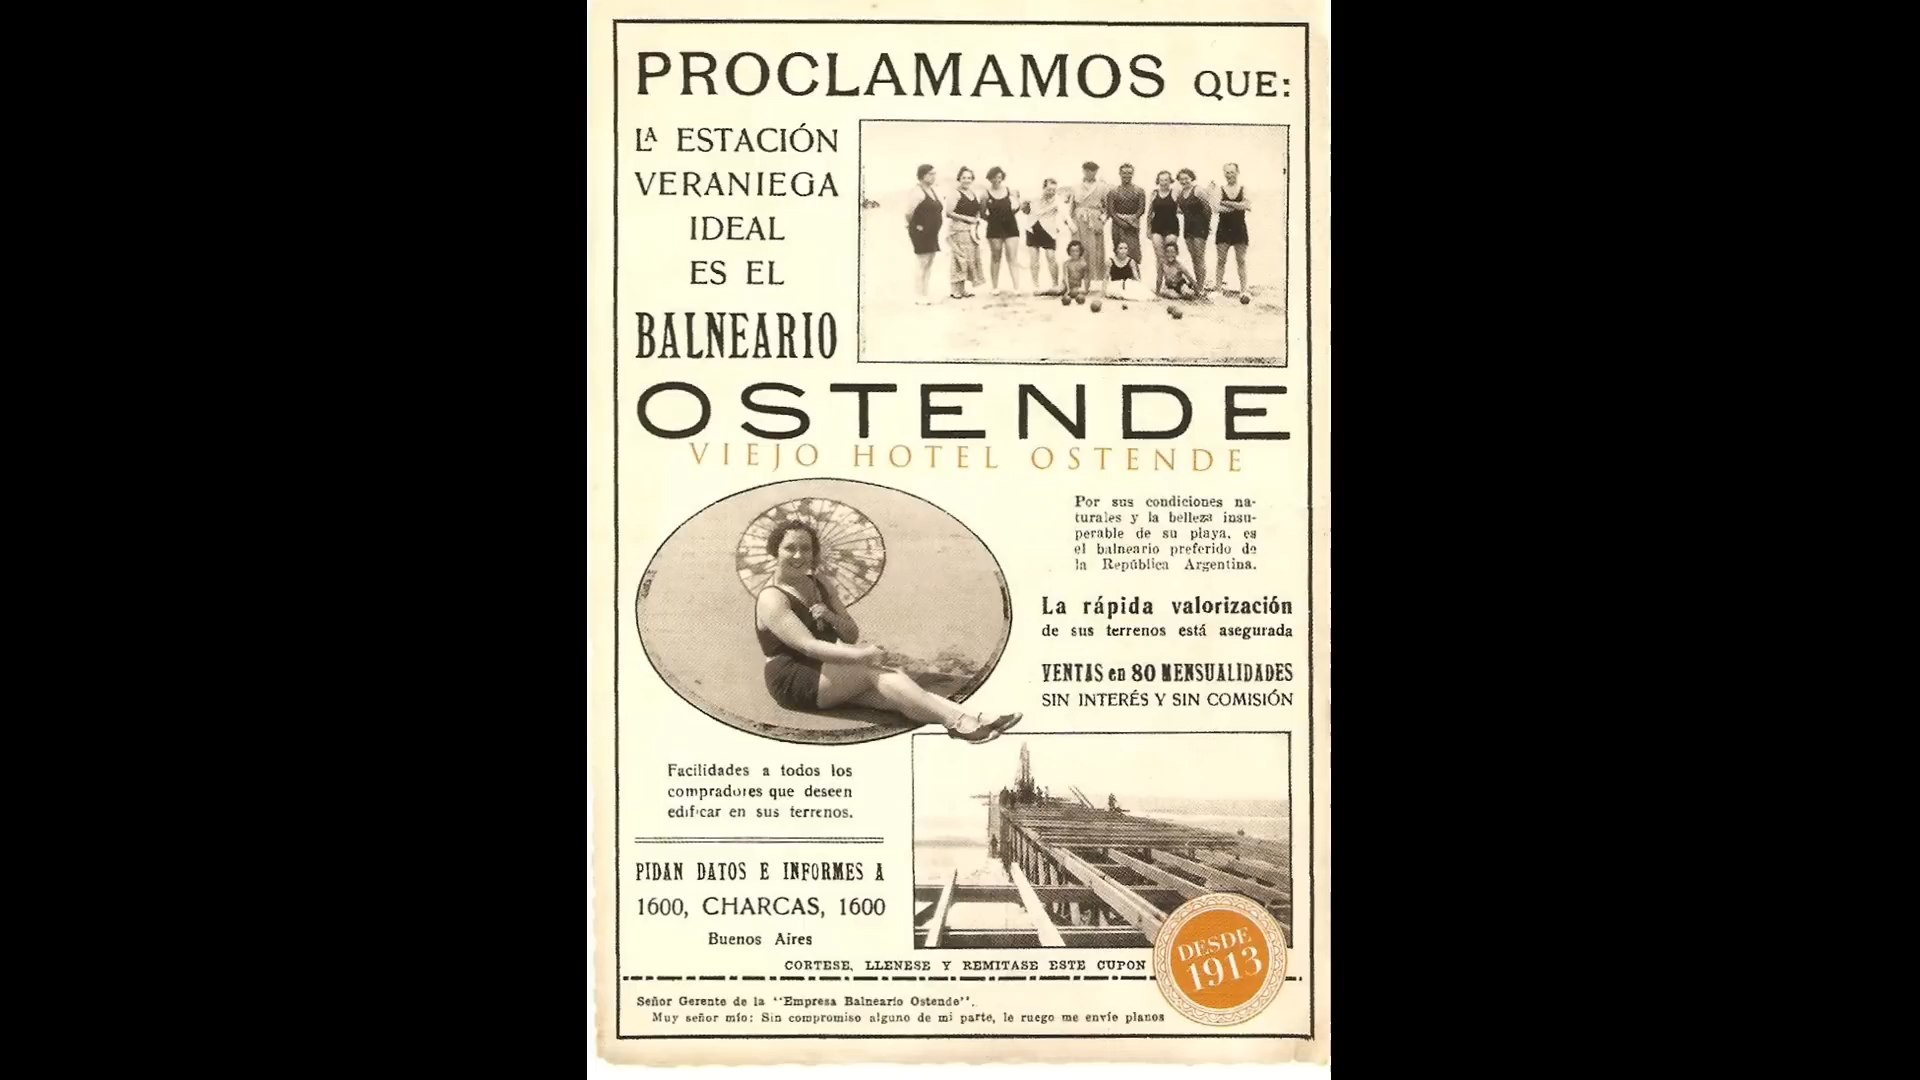 PROCLAMAMOS QUE:
LA ESTACIÓN
VERANIEGA
IDEAL
ES EL
BALNEARIO
OSTENDE
VIEJO HOTEL OSTENDE
Por sus condiciones na-
turales y la belleza insu-
perable de su playa, es
el balneario preferido de
la República Argentina.
La rápida valorización
de sus terrenos está asegurada
VENTAS en 80 MENSUALIDADES
SIN INTERÉS Y SIN COMISIÓN
Facilidades a todos los
compradores que deseen
edificar en sus terrenos.
PIDAN DATOS E INFORMES A
1600, CHARCAS, 1600
Buenos Aires
DESDE
1913
CORTESE, LLENESE Y REMITASE ESTE CUPON
Señor Gerente de la "Empresa Balneario Ostende".
Muy señor mío: Sin compromiso alguno de mi parte, le ruego me envíe planos